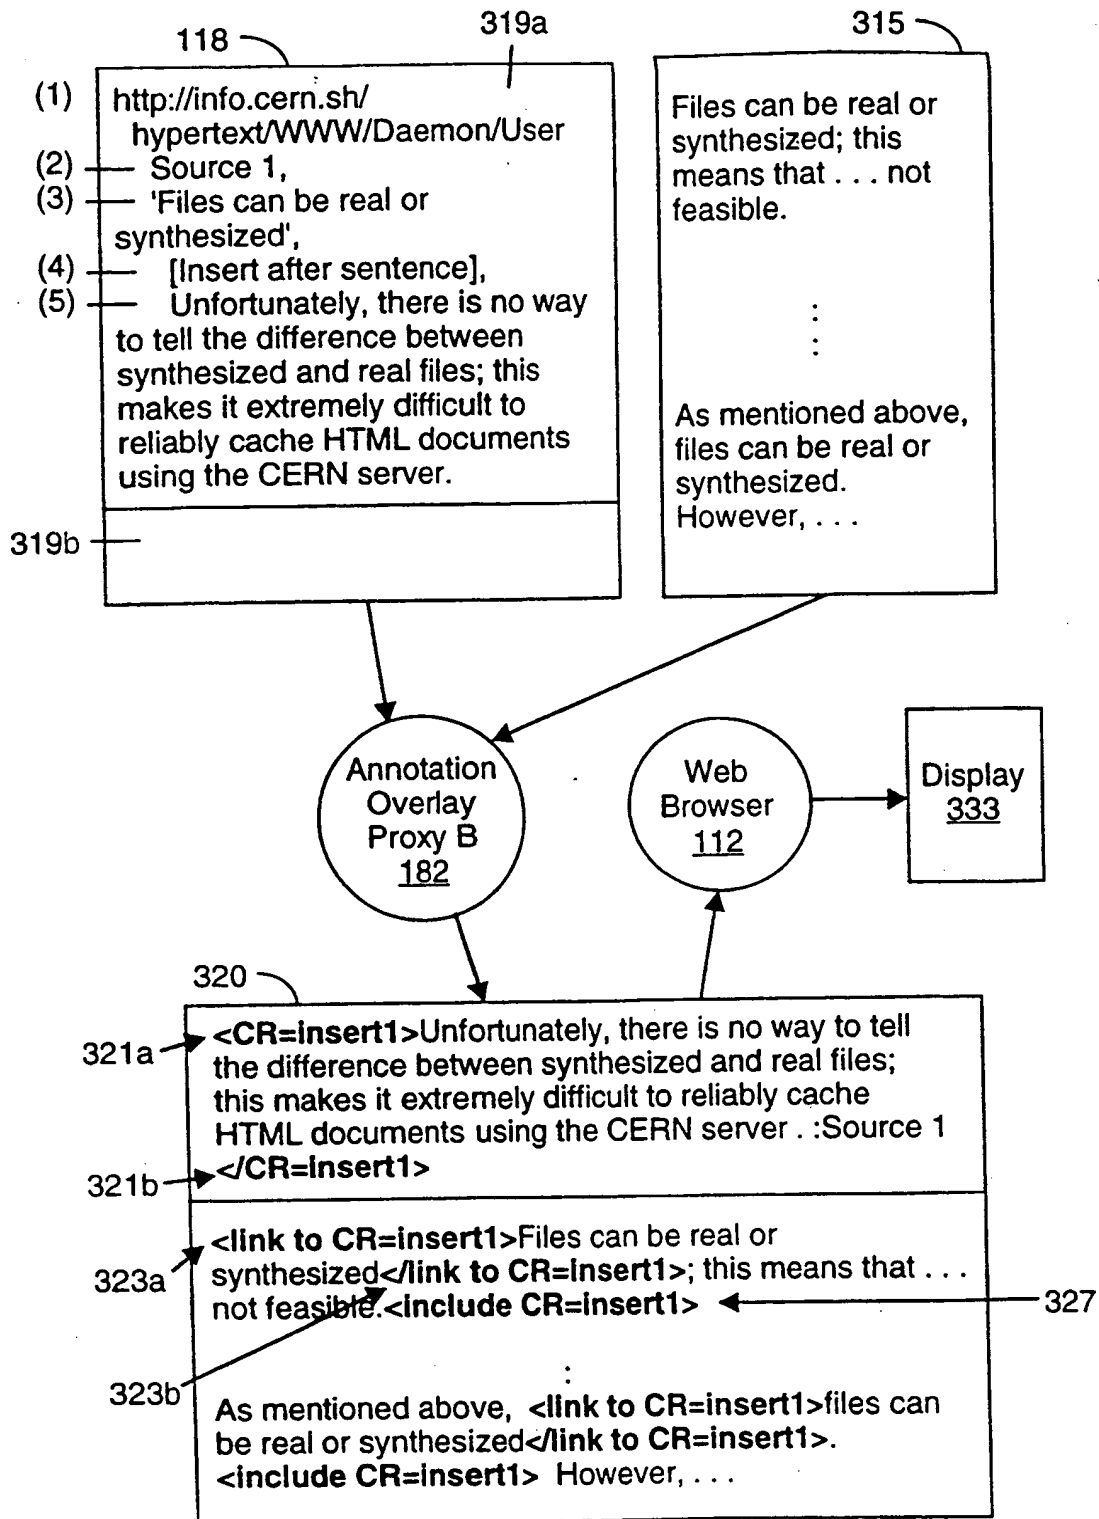 118
319a
315
(1) http://info.cern.sh/
hypertext/WWW/Daemon/User
(2) Source 1,
(3) 'Files can be real or
synthesized',
(4) [Insert after sentence],
(5) Unfortunately, there is no way
to tell the difference between
synthesized and real files; this
makes it extremely difficult to
reliably cache HTML documents
using the CERN server.
319b
Files can be real or
synthesized; this
means that . . . not
feasible.
As mentioned above,
files can be real or
synthesized.
However, . . .
Annotation
Overlay
Proxy B
182
Web
Browser
112
Display
333
320
321a
<CR=insert1>Unfortunately, there is no way to tell
the difference between synthesized and real files;
this makes it extremely difficult to reliably cache
HTML documents using the CERN server . :Source 1
321b
</CR=insert1>
323a
<link to CR=insert1>Files can be real or
synthesized</link to CR=insert1>; this means that . . .
not feasible.<include CR=insert1>
327
323b
As mentioned above, <link to CR=insert1>files can
be real or synthesized</link to CR=insert1>.
<include CR=insert1> However, . . .